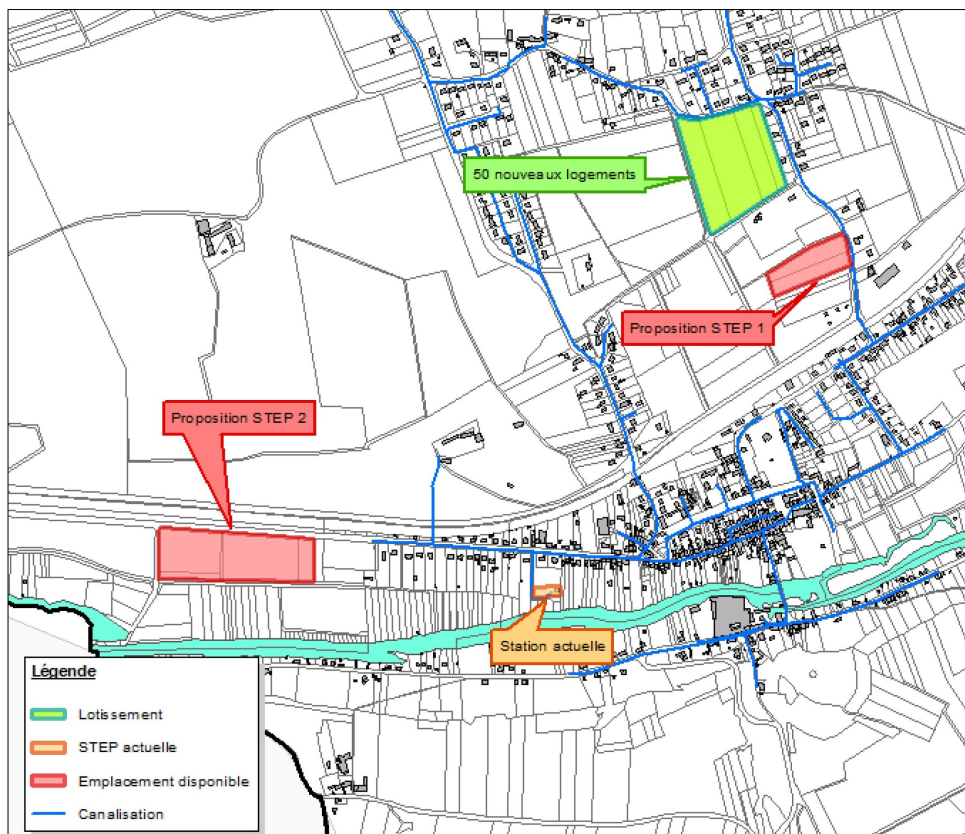 50 nouveaux logements
Proposition STEP 1
Proposition STEP 2
Station actuelle
Légende
Lotissement
STEP actuelle
Emplacement disponible
Canalisation